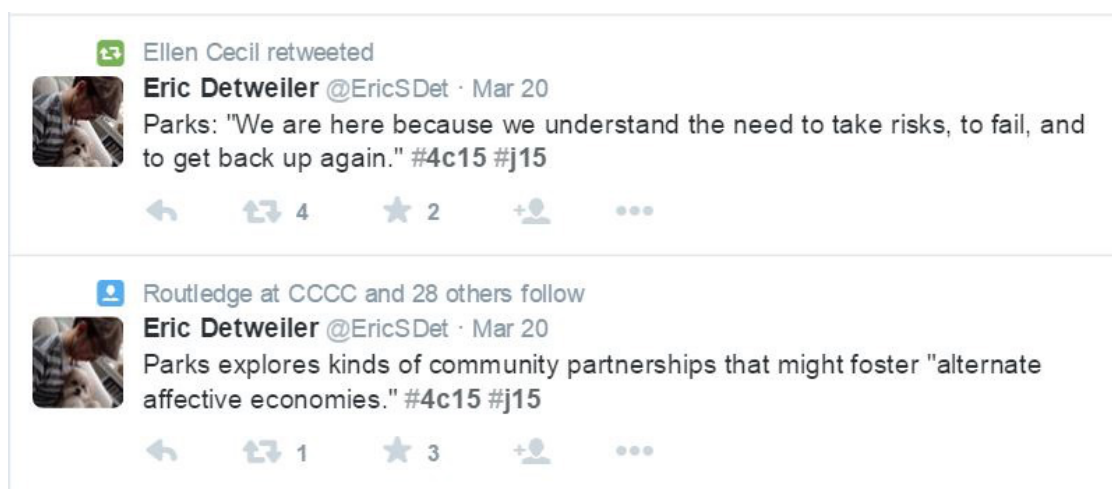 Ellen Cecil retweeted
Eric Detweiler @EricSDet · Mar 20
Parks: "We are here because we understand the need to take risks, to fail, and
to get back up again." #4c15 #j15
4 2
Routledge at CCCC and 28 others follow
Eric Detweiler @EricSDet · Mar 20
Parks explores kinds of community partnerships that might foster "alternate
affective economies." #4c15 #j15
1 3